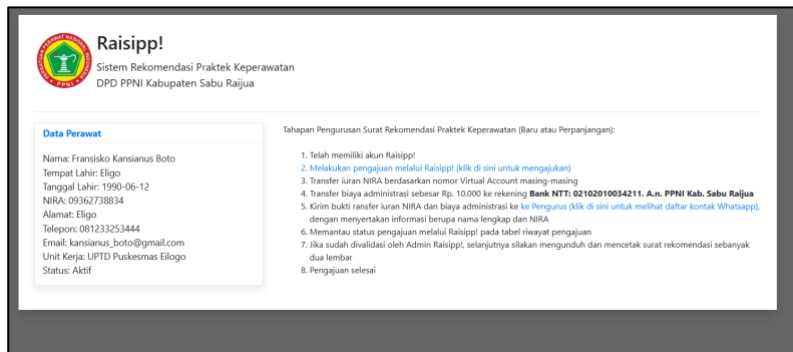 Raisipp!
Sistem Rekomendasi Praktek Keperawatan
DPD PPNI Kabupaten Sabu Raijua
PERSATUAN PERAWAT NASIONAL INDONESIA
PPNI
Data Perawat
Nama: Fransisko Kansianus Boto
Tempat Lahir: Eligo
Tanggal Lahir: 1990-06-12
NIRA: 09362738834
Alamat: Eligo
Telepon: 081233253444
Email: kansianus_boto@gmail.com
Unit Kerja: UPTD Puskesmas Eilogo
Status: Aktif
Tahapan Pengurusan Surat Rekomendasi Praktek Keperawatan (Baru atau Perpanjangan):
1. Telah memiliki akun Raisipp!
2. Melakukan pengajuan melalui Raisipp! (klik di sini untuk mengajukan)
3. Transfer iuran NIRA berdasarkan nomor Virtual Account masing-masing
4. Transfer biaya administrasi sebesar Rp. 10.000 ke rekening Bank NTT: 02102010034211. A.n. PPNI Kab. Sabu Raijua
5. Kirim bukti ransfer iuran NIRA dan biaya administrasi ke ke Pengurus (klik di sini untuk melihat daftar kontak Whatsapp),
dengan menyertakan informasi berupa nama lengkap dan NIRA
6. Memantau status pengajuan melalui Raisipp! pada tabel riwayat pengajuan
7. Jika sudah divalidasi oleh Admin Raisipp!, selanjutnya silakan mengunduh dan mencetak surat rekomendasi sebanyak
dua lembar
8. Pengajuan selesai